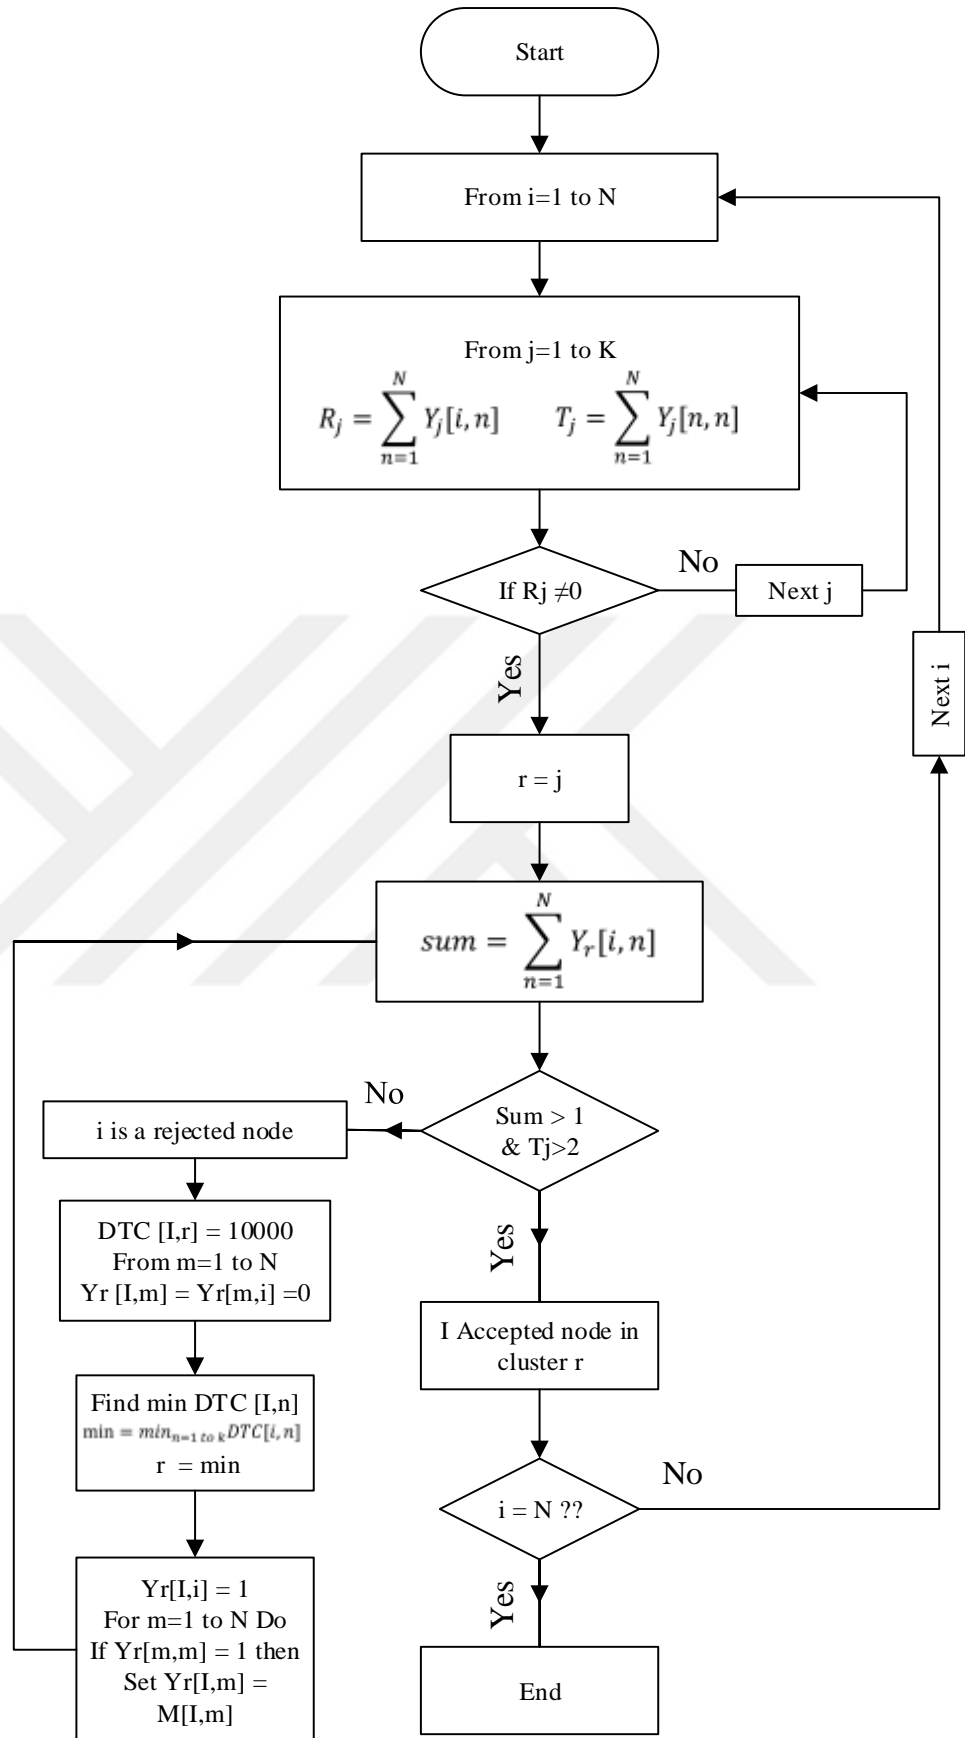 Start
From i=1 to N
From j=1 to K
$R_j = \sum_{n=1}^{N} Y_j[i,n]$ $T_j = \sum_{n=1}^{N} Y_j[n,n]$
If Rj ≠0
No
Next j
Yes
Next i
r = j
$sum = \sum_{n=1}^{N} Y_r[i,n]$
Sum > 1
& Tj>2
No
i is a rejected node
DTC [I,r] = 10000
From m=1 to N
Yr [I,m] = Yr[m,i] =0
Find min DTC [I,n]
$\min = min_{n=1\,to\,k}DTC[i,n]$
r = min
Yr[I,i] = 1
For m=1 to N Do
If Yr[m,m] = 1 then
Set Yr[I,m] =
M[I,m]
Yes
I Accepted node in
cluster r
i = N ??
No
Yes
End